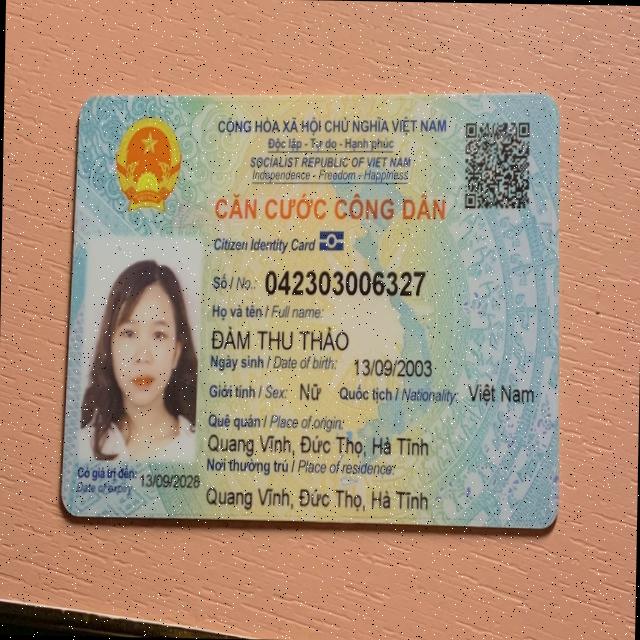 CỘNG HÒA XÃ HỘI CHỦ NGHĨA VIỆT NAM
Độc lập - Tự do - Hạnh phúc
SOCIALIST REPUBLIC OF VIET NAM
Independence - Freedom - Happiness
CĂN CƯỚC CÔNG DÂN
Citizen Identity Card
Số / No.: 042303006327
Họ và tên / Full name:
ĐÀM THU THẢO
Ngày sinh / Date of birth: 13/09/2003
Giới tính / Sex: Nữ Quốc tịch / Nationality: Việt Nam
Quê quán / Place of origin:
Quang Vĩnh, Đức Thọ, Hà Tĩnh
Nơi thường trú / Place of residence:
Quang Vĩnh, Đức Thọ, Hà Tĩnh
Có giá trị đến: 13/09/2028
Date of expiry